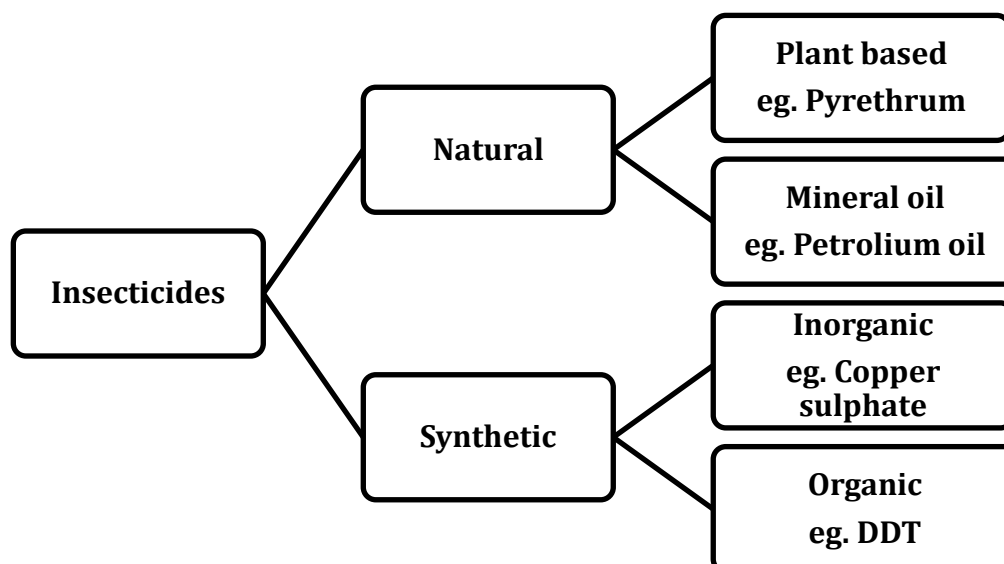 Insecticides
Natural
Plant based
eg. Pyrethrum
Mineral oil
eg. Petrolium oil
Synthetic
Inorganic
eg. Copper
sulphate
Organic
eg. DDT